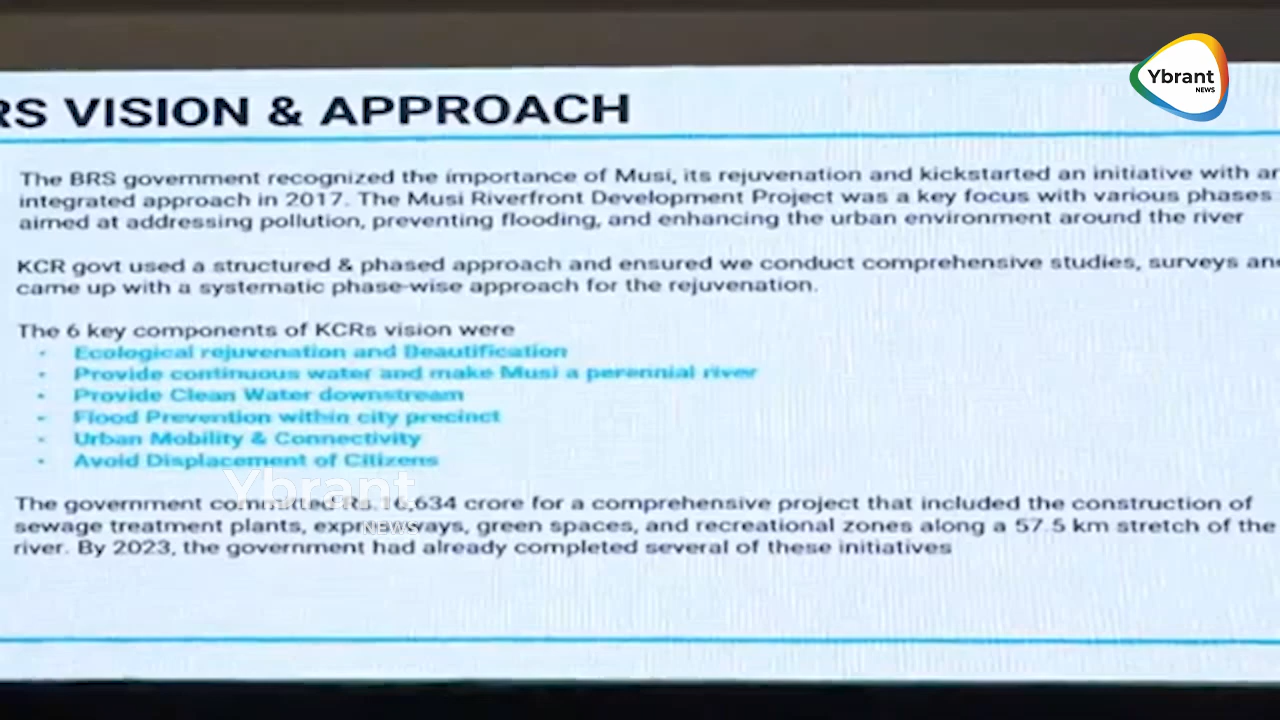 Ybrant
NEWS
RS VISION & APPROACH
The BRS government recognized the importance of Musi, its rejuvenation and kickstarted an initiative with an
integrated approach in 2017. The Musi Riverfront Development Project was a key focus with various phases
aimed at addressing pollution, preventing flooding, and enhancing the urban environment around the river
KCR govt used a structured & phased approach and ensured we conduct comprehensive studies, surveys and
came up with a systematic phase-wise approach for the rejuvenation.
The 6 key components of KCRs vision were
• Ecological rejuvenation and Beautification
• Provide continuous water and make Musi a perennial river
• Provide Clean Water downstream
• Flood Prevention within city precinct
• Urban Mobility & Connectivity
• Avoid Displacement of Citizens
Ybrant
NEWS
The government committed Rs 16,634 crore for a comprehensive project that included the construction of
sewage treatment plants, expressways, green spaces, and recreational zones along a 57.5 km stretch of the
river. By 2023, the government had already completed several of these initiatives